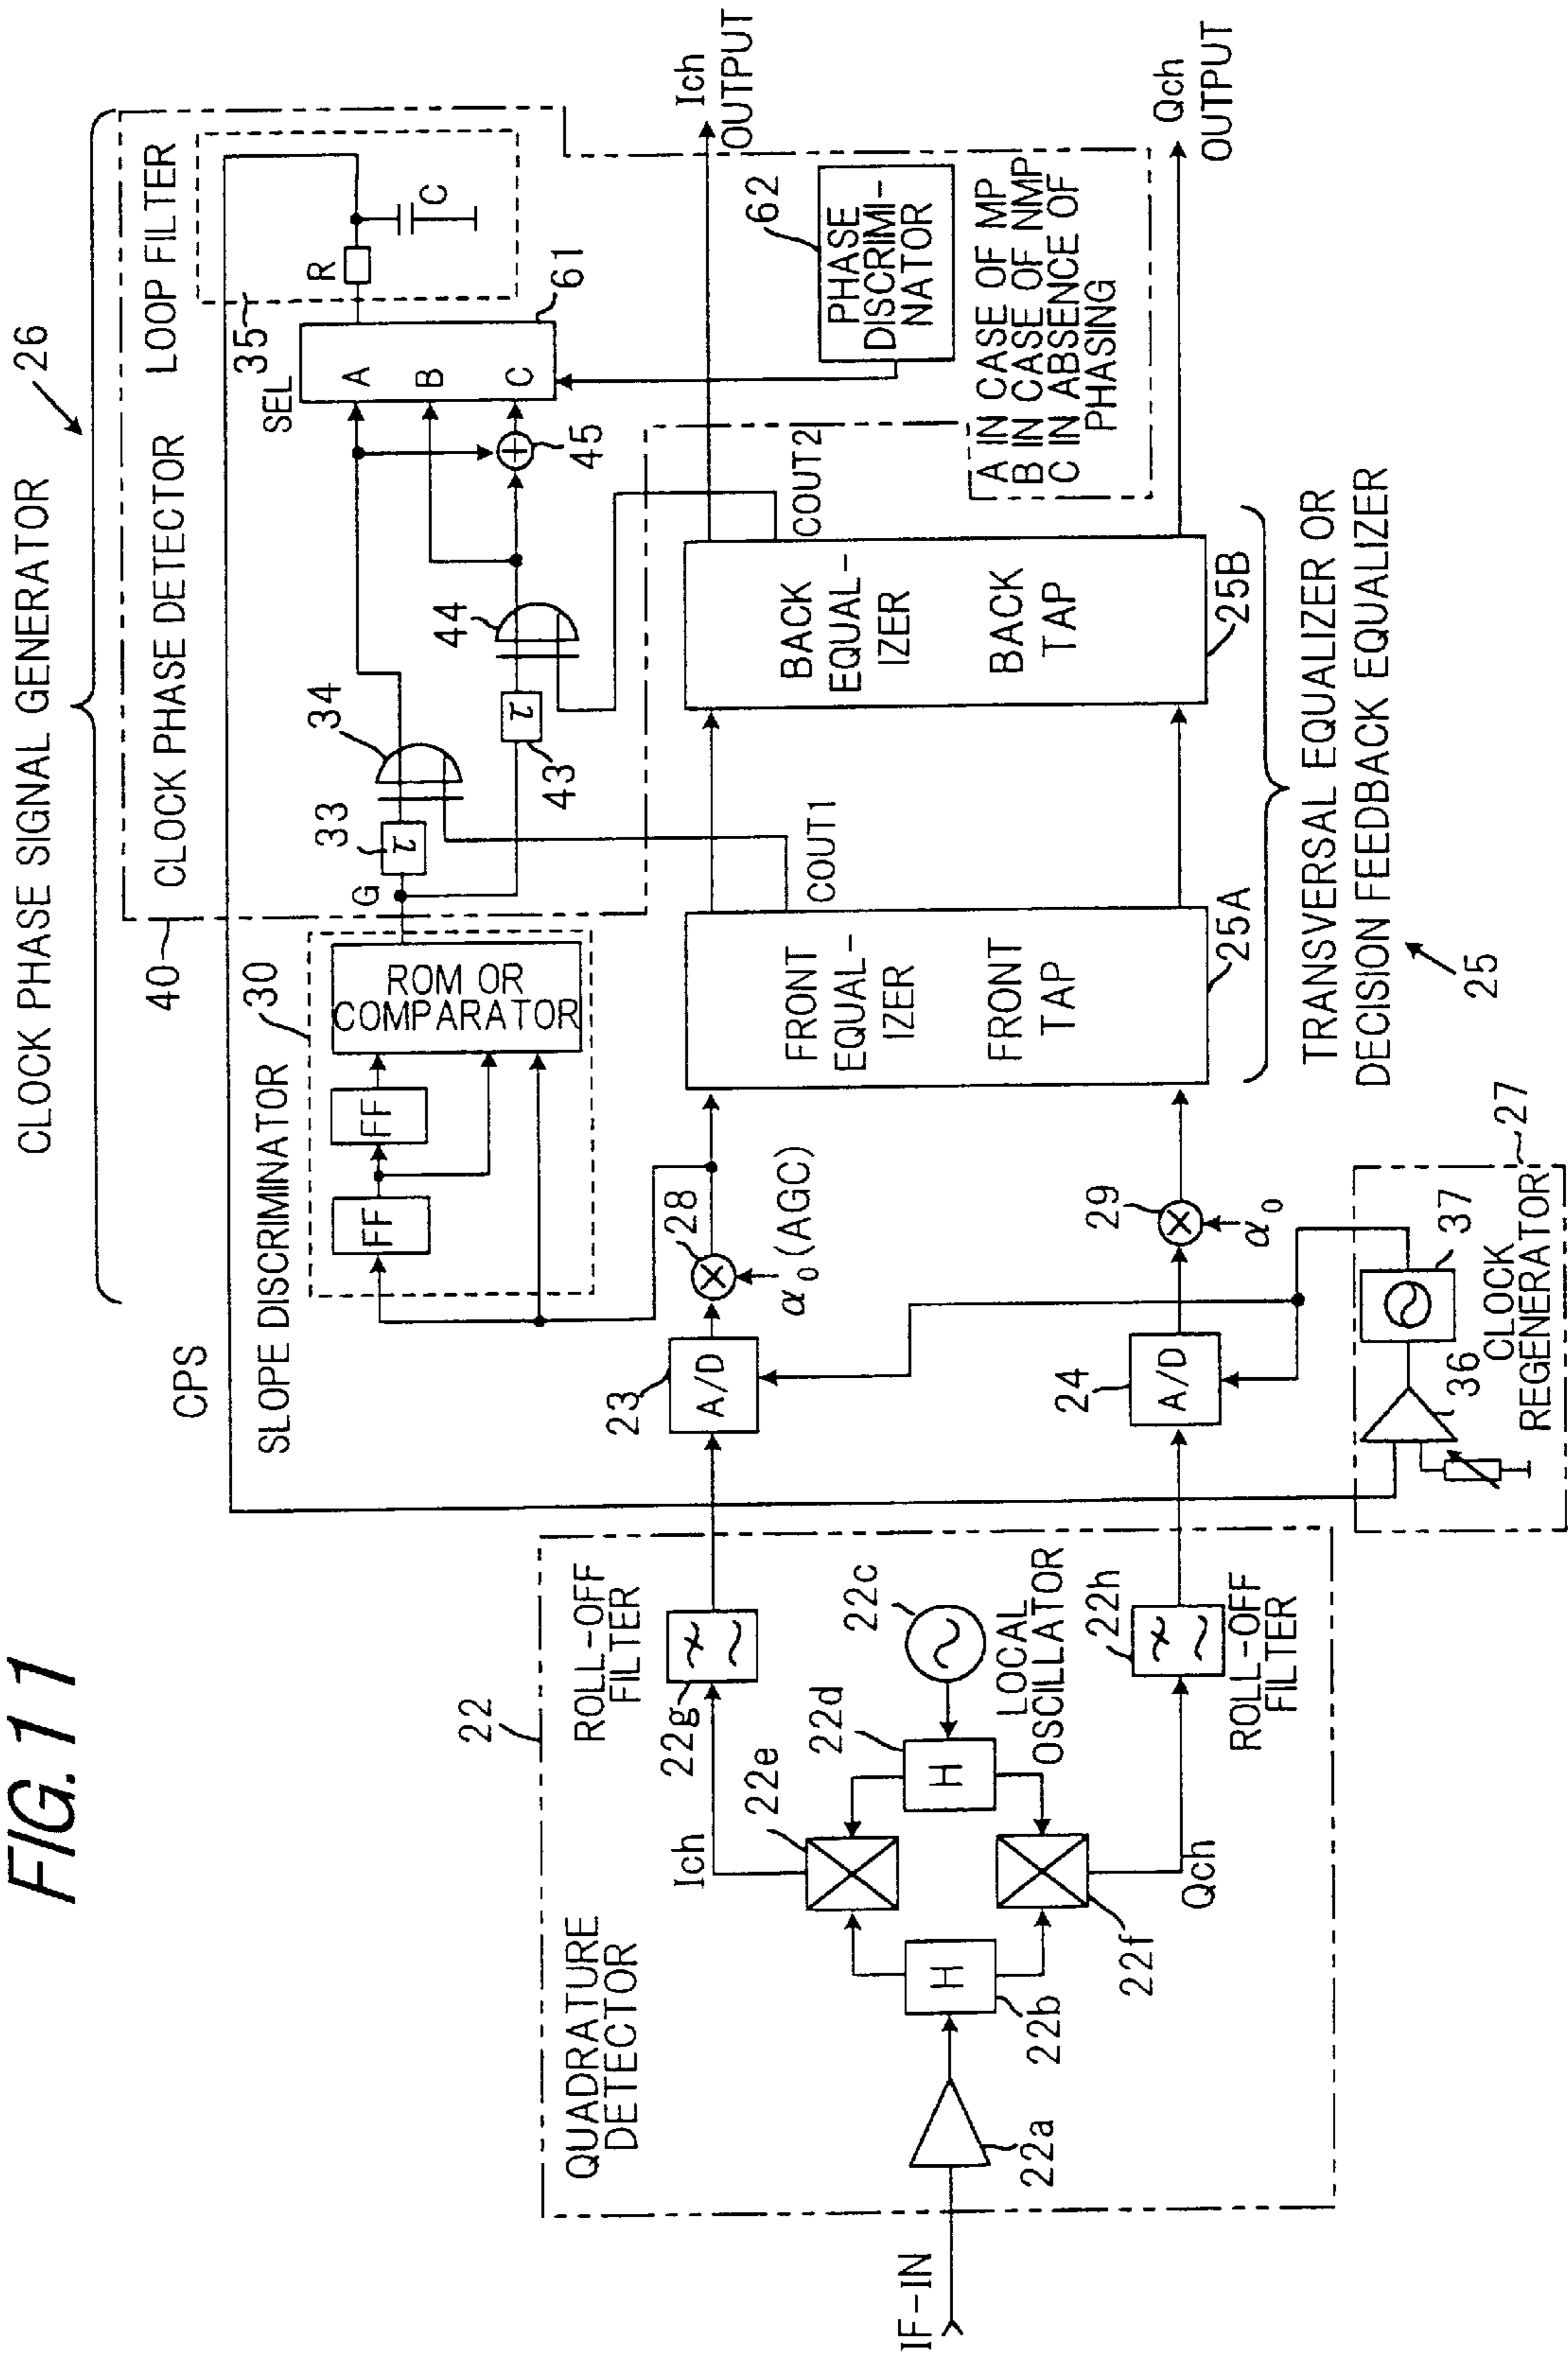 FIG. 11
CLOCK PHASE SIGNAL GENERATOR
26
40
CLOCK PHASE DETECTOR
LOOP FILTER
CPS
SLOPE DISCRIMINATOR
30
FF
FF
ROM OR
COMPARATOR
G
33
τ
34
43
τ
44
45
SEL
35
A
B
C
61
R
C
62
PHASE
DISCRIMI-
NATOR
A IN CASE OF MP
B IN CASE OF NMP
C IN ABSENCE OF
PHASING
Ich
OUTPUT
Qch
OUTPUT
22
QUADRATURE
DETECTOR
IF-IN
22a
22b
H
22c
LOCAL
OSCILLATOR
22d
H
22e
22f
Ich
Qch
ROLL-OFF
FILTER
22g
22h
ROLL-OFF
FILTER
23
A/D
24
A/D
28
α0 (AGC)
29
α0
FRONT
EQUAL-
IZER
FRONT
TAP
25A
COUT1
BACK
EQUAL-
IZER
BACK
TAP
25B
COUT2
TRANSVERSAL EQUALIZER OR
DECISION FEEDBACK EQUALIZER
25
27
36
37
CLOCK
REGENERATOR